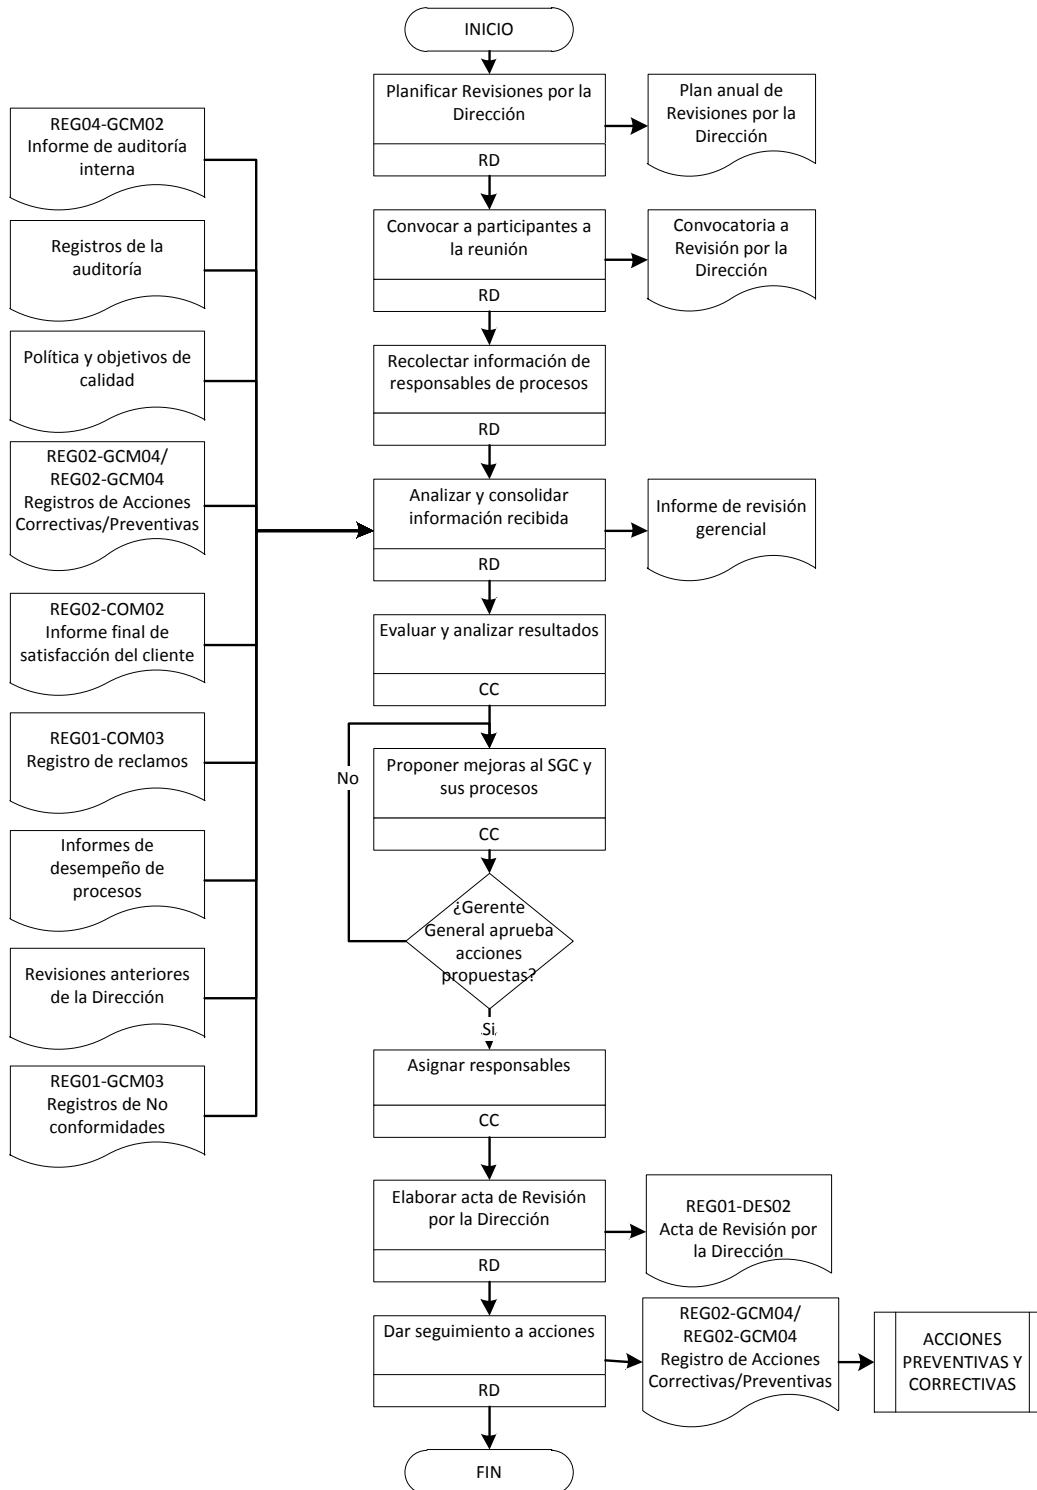 INICIO
Planificar Revisiones por la
Dirección
RD
Plan anual de
Revisiones por la
Dirección
REG04-GCM02
Informe de auditoría
interna
Convocar a participantes a
la reunión
RD
Convocatoria a
Revisión por la
Dirección
Registros de la
auditoría
Recolectar información de
responsables de procesos
RD
Política y objetivos de
calidad
REG02-GCM04/
REG02-GCM04
Registros de Acciones
Correctivas/Preventivas
Analizar y consolidar
información recibida
RD
Informe de revisión
gerencial
REG02-COM02
Informe final de
satisfacción del cliente
Evaluar y analizar resultados
CC
REG01-COM03
Registro de reclamos
No
Proponer mejoras al SGC y
sus procesos
CC
Informes de
desempeño de
procesos
¿Gerente
General aprueba
acciones
propuestas?
Revisiones anteriores
de la Dirección
Si
REG01-GCM03
Registros de No
conformidades
Asignar responsables
CC
Elaborar acta de Revisión
por la Dirección
RD
REG01-DES02
Acta de Revisión por
la Dirección
Dar seguimiento a acciones
RD
REG02-GCM04/
REG02-GCM04
Registro de Acciones
Correctivas/Preventivas
ACCIONES
PREVENTIVAS Y
CORRECTIVAS
FIN